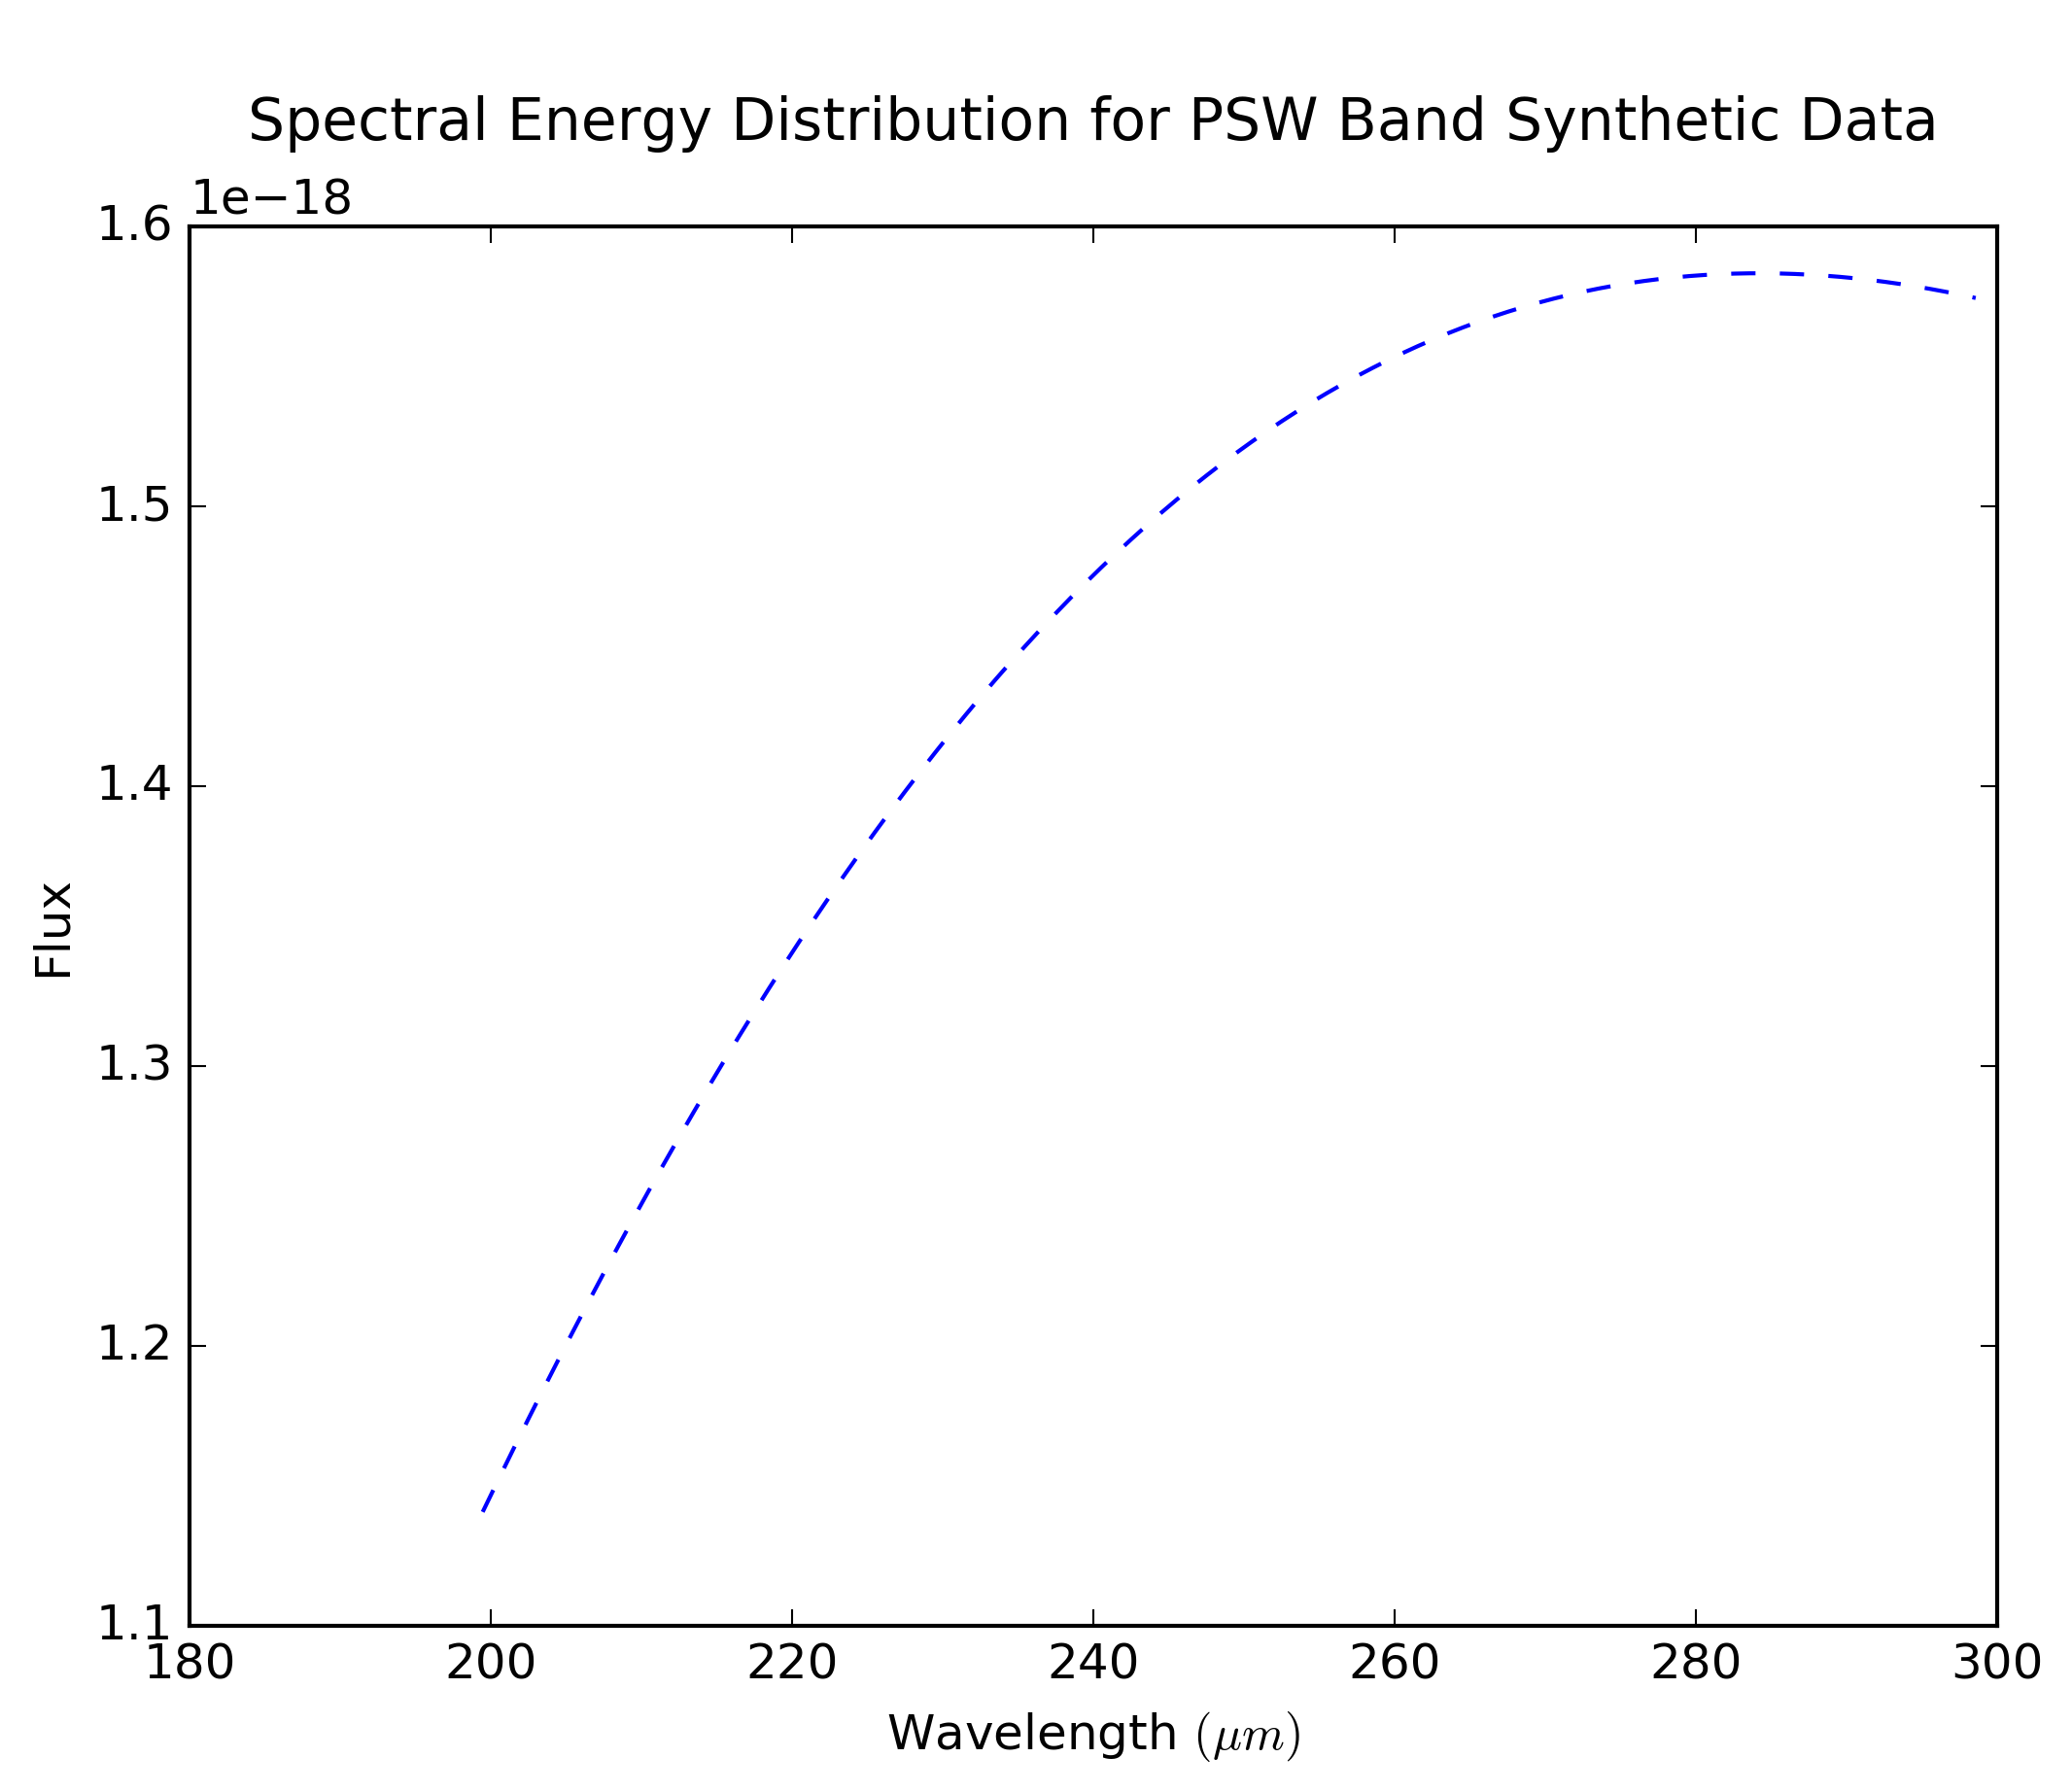 Spectral Energy Distribution for PSW Band Synthetic Data
1e−18
1.6
1.5
1.4
1.3
1.2
1.1
Flux
180 200 220 240 260 280 300
Wavelength (μm)